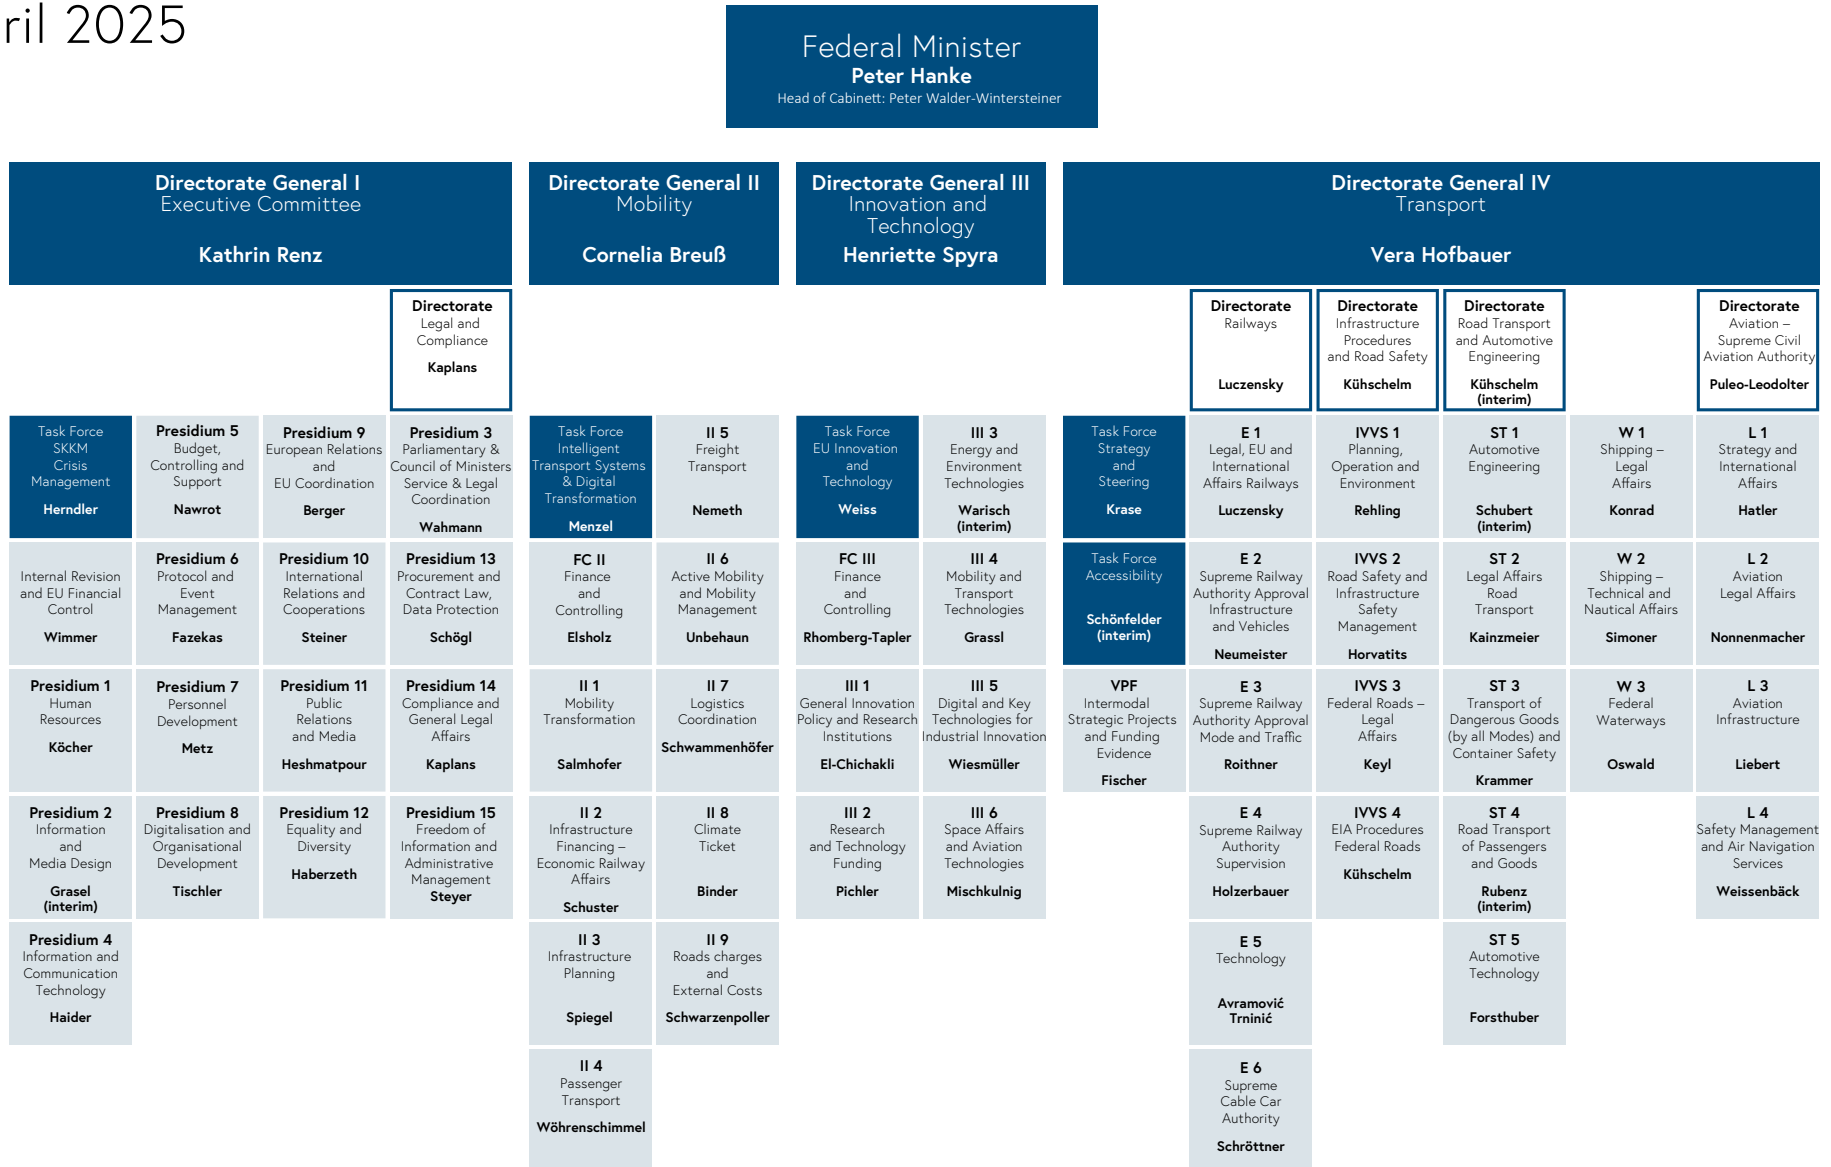 ril 2025
Federal Minister
Peter Hanke
Head of Cabinett: Peter Walder-Wintersteiner
Directorate General I
Executive Committee
Kathrin Renz
Directorate General II
Mobility
Cornelia Breuß
Directorate General III
Innovation and
Technology
Henriette Spyra
Directorate General IV
Transport
Vera Hofbauer
Directorate
Legal and
Compliance
Kaplans
Directorate
Railways
Luczensky
Directorate
Infrastructure
Procedures
and Road Safety
Kühschelm
Directorate
Road Transport
and Automotive
Engineering
Kühschelm
(interim)
Directorate
Aviation –
Supreme Civil
Aviation Authority
Puleo-Leodolter
Task Force
SKKM
Crisis
Management
Herndler
Presidium 5
Budget,
Controlling and
Support
Nawrot
Presidium 9
European Relations
and
EU Coordination
Berger
Presidium 3
Parliamentary &
Council of Ministers
Service & Legal
Coordination
Wahmann
Task Force
Intelligent
Transport Systems
& Digital
Transformation
Menzel
II 5
Freight
Transport
Nemeth
Task Force
EU Innovation
and
Technology
Weiss
III 3
Energy and
Environment
Technologies
Warisch
(interim)
Task Force
Strategy
and
Steering
Krase
E 1
Legal, EU and
International
Affairs Railways
Luczensky
IVVS 1
Planning,
Operation and
Environment
Rehling
ST 1
Automotive
Engineering
Schubert
(interim)
W 1
Shipping –
Legal
Affairs
Konrad
L 1
Strategy and
International
Affairs
Hatler
Internal Revision
and EU Financial
Control
Wimmer
Presidium 6
Protocol and
Event
Management
Fazekas
Presidium 10
International
Relations and
Cooperations
Steiner
Presidium 13
Procurement and
Contract Law,
Data Protection
Schögl
FC II
Finance
and
Controlling
Elsholz
II 6
Active Mobility
and Mobility
Management
Unbehaun
FC III
Finance
and
Controlling
Rhomberg-Tapler
III 4
Mobility and
Transport
Technologies
Grassl
Task Force
Accessibility
Schönfelder
(interim)
E 2
Supreme Railway
Authority Approval
Infrastructure
and Vehicles
Neumeister
IVVS 2
Road Safety and
Infrastructure
Safety
Management
Horvatits
ST 2
Legal Affairs
Road
Transport
Kainzmeier
W 2
Shipping –
Technical and
Nautical Affairs
Simoner
L 2
Aviation
Legal Affairs
Nonnenmacher
Presidium 1
Human
Resources
Köcher
Presidium 7
Personnel
Development
Metz
Presidium 11
Public
Relations
and Media
Heshmatpour
Presidium 14
Compliance and
General Legal
Affairs
Kaplans
II 1
Mobility
Transformation
Salmhofer
II 7
Logistics
Coordination
Schwammenhöfer
III 1
General Innovation
Policy and Research
Institutions
El-Chichakli
III 5
Digital and Key
Technologies for
Industrial Innovation
Wiesmüller
VPF
Intermodal
Strategic Projects
and Funding
Evidence
Fischer
E 3
Supreme Railway
Authority Approval
Mode and Traffic
Roithner
IVVS 3
Federal Roads –
Legal
Affairs
Keyl
ST 3
Transport of
Dangerous Goods
(by all Modes) and
Container Safety
Krammer
W 3
Federal
Waterways
Oswald
L 3
Aviation
Infrastructure
Liebert
Presidium 2
Information
and
Media Design
Grasel
(interim)
Presidium 8
Digitalisation and
Organisational
Development
Tischler
Presidium 12
Equality and
Diversity
Haberzeth
Presidium 15
Freedom of
Information and
Administrative
Management
Steyer
II 2
Infrastructure
Financing –
Economic Railway
Affairs
Schuster
II 8
Climate
Ticket
Binder
III 2
Research
and Technology
Funding
Pichler
III 6
Space Affairs
and Aviation
Technologies
Mischkulnig
E 4
Supreme Railway
Authority
Supervision
Holzerbauer
IVVS 4
EIA Procedures
Federal Roads
Kühschelm
ST 4
Road Transport
of Passengers
and Goods
Rubenz
(interim)
L 4
Safety Management
and Air Navigation
Services
Weissenbäck
Presidium 4
Information and
Communication
Technology
Haider
II 3
Infrastructure
Planning
Spiegel
II 9
Roads charges
and
External Costs
Schwarzenpoller
E 5
Technology
Avramović
Trninić
ST 5
Automotive
Technology
Forsthuber
II 4
Passenger
Transport
Wöhrenschimmel
E 6
Supreme
Cable Car
Authority
Schröttner